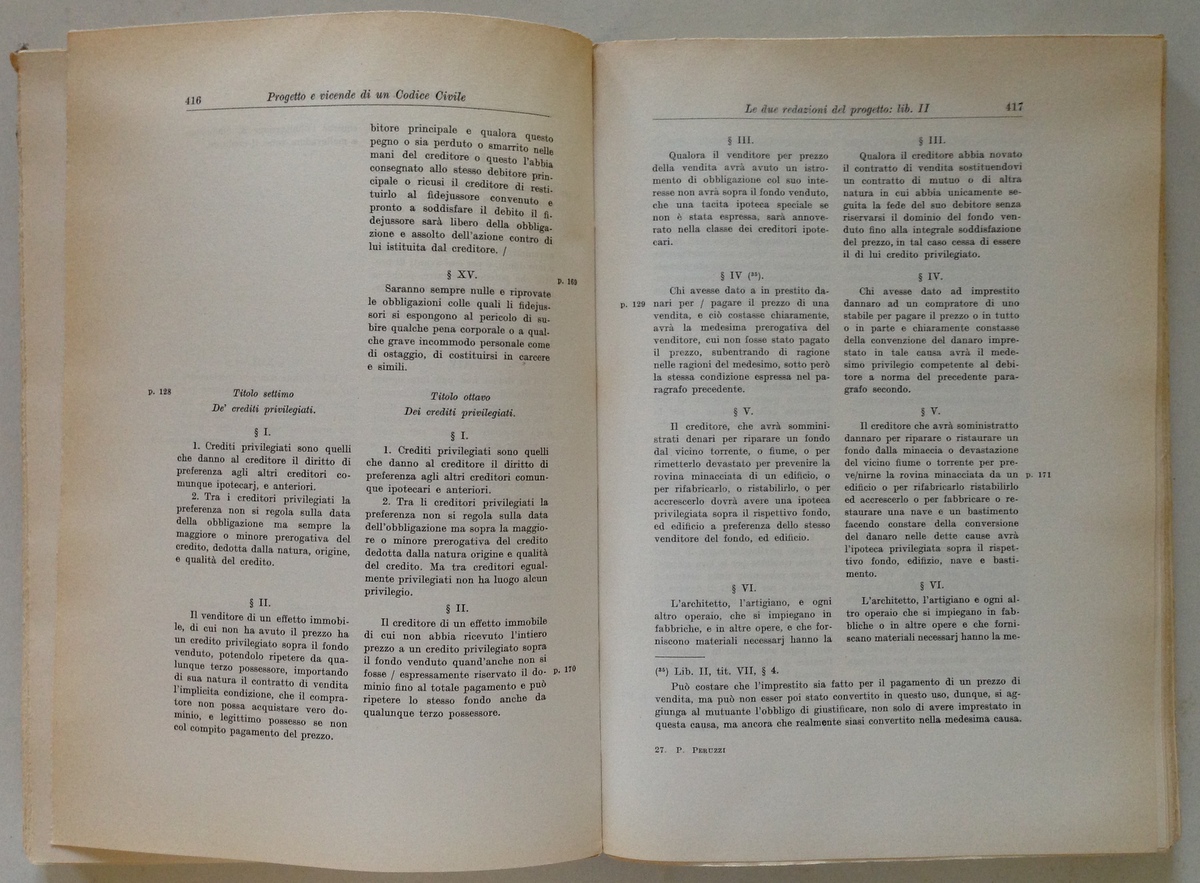 416
Progetto e vicende di un Codice Civile
bitore principale e qualora questo
pegno o sia perduto o smarrito nelle
mani del creditore o questo l'abbia
consegnato allo stesso debitore prin-
cipale o ricusi il creditore di resti-
tuirlo al fidejussore convenuto e
pronto a soddisfare il debito il fi-
dejussore sarà libero della obbliga-
zione e assolto dell'azione contro di
lui istituita dal creditore. /
§ XV.
p. 169
Saranno sempre nulle e riprovate
le obbligazioni colle quali li fidejus-
sori si espongono al pericolo di su-
bire qualche pena corporale o a qual-
che grave incommodo personale come
di ostaggio, di costituirsi in carcere
e simili.
p. 128
Titolo settimo
De' crediti privilegiati.
§ I.
1. Crediti privilegiati sono quelli
che danno al creditore il diritto di
preferenza agli altri creditori co-
munque ipotecarj, e anteriori.
2. Tra i creditori privilegiati la
preferenza non si regola sulla data
della obbligazione ma sempre la
maggiore o minore prerogativa del
credito, dedotta dalla natura, origine,
e qualità del credito.
§ II.
Il venditore di un effetto immobi-
le, di cui non ha avuto il prezzo ha
un credito privilegiato sopra il fondo
venduto, potendolo ripetere da qua-
lunque terzo possessore, importando
di sua natura il contratto di vendita
l'implicita condizione, che il compra-
tore non possa acquistare vero do-
minio, e legittimo possesso se non
col compito pagamento del prezzo.
Titolo ottavo
Dei crediti privilegiati.
§ I.
1. Crediti privilegiati sono quelli
che danno al creditore il diritto di
preferenza agli altri creditori comun-
que ipotecarj e anteriori.
2. Tra li creditori privilegiati la
preferenza non si regola sulla data
dell'obbligazione ma sopra la maggio-
re o minore prerogativa del credito
dedotta dalla natura origine e qualità
del credito. Ma tra creditori egual-
mente privilegiati non ha luogo alcun
privilegio.
§ II.
Il creditore di un effetto immobile
di cui non abbia ricevuto l'intiero
prezzo a un credito privilegiato sopra
il fondo venduto quand'anche non si
fosse / espressamente riservato il do-
p. 170
minio fino al totale pagamento e può
ripetere lo stesso fondo anche da
qualunque terzo possessore.
Le due redazioni del progetto: lib. II
417
§ III.
Qualora il venditore per prezzo
della vendita avrà avuto un istro-
mento di obbligazione col suo inte-
resse non avrà sopra il fondo venduto,
che una tacita ipoteca speciale se
non è stata espressa, sarà annove-
rato nella classe dei creditori ipote-
cari.
§ IV (³⁵).
Chi avesse dato a in prestito da-
p. 129
nari per / pagare il prezzo di una
vendita, e ciò costasse chiaramente,
avrà la medesima prerogativa del
venditore, cui non fosse stato pagato
il prezzo, subentrando di ragione
nelle ragioni del medesimo, sotto però
la stessa condizione espressa nel pa-
ragrafo precedente.
§ V.
Il creditore, che avrà sommini-
strati denari per riparare un fondo
dal vicino torrente, o fiume, o per
rimetterlo devastato per prevenire la
rovina minacciata di un edificio, o
per rifabricarlo, o ristabilirlo, o per
accrescerlo dovrà avere una ipoteca
privilegiata sopra il rispettivo fondo,
ed edificio a preferenza dello stesso
venditore del fondo, ed edificio.
§ VI.
L'architetto, l'artigiano, e ogni
altro operaio, che si impiegano in
fabbriche, e in altre opere, e che for-
niscono materiali necessarj hanno la
§ III.
Qualora il creditore abbia novato
il contratto di vendita sostituendovi
un contratto di mutuo o di altra
natura in cui abbia unicamente se-
guita la fede del suo debitore senza
riservarsi il dominio del fondo ven-
duto fino alla integrale soddisfazione
del prezzo, in tal caso cessa di essere
il di lui credito privilegiato.
§ IV.
Chi avesse dato ad imprestito
dannaro ad un compratore di uno
stabile per pagare il prezzo o in tutto
o in parte e chiaramente constasse
della convenzione del danaro impre-
stato in tale causa avrà il mede-
simo privilegio competente al debi-
tore a norma del precedente para-
grafo secondo.
§ V.
Il creditore che avrà soministratto
dannaro per riparare o ristaurare un
fondo dalla minaccia o devastazione
del vicino fiume o torrente per pre-
ve/nirne la rovina minacciata da un
p. 171
edificio o per rifabricarlo ristabilirlo
ed accrescerlo o per fabbricare o re-
staurare una nave e un bastimento
facendo constare della conversione
del danaro nelle dette cause avrà
l'ipoteca privilegiata sopra il rispet-
tivo fondo, edifizio, nave e basti-
mento.
§ VI.
L'architetto, l'artigiano e ogni al-
tro operaio che si impiegano in fab-
bliche o in altre opere e che forni-
scano materiali necessarj hanno la me-
(³⁵) Lib. II, tit. VII, § 4.
Può costare che l'imprestito sia fatto per il pagamento di un prezzo di
vendita, ma può non esser poi stato convertito in questo uso, dunque, si ag-
giunga al mutuante l'obbligo di giustificare, non solo di avere imprestato in
questa causa, ma ancora che realmente siasi convertito nella medesima causa.
27. P. Peruzzi